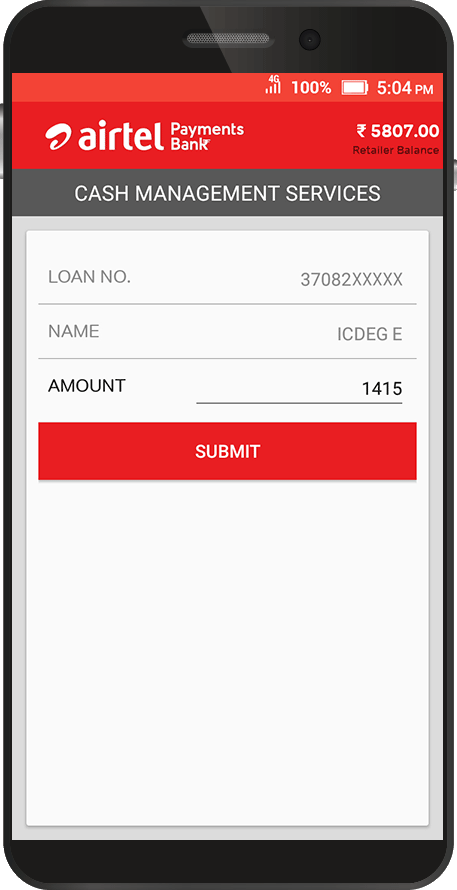 4G 100% 5:04 PM
airtel Payments Bank
₹ 5807.00
Retailer Balance
CASH MANAGEMENT SERVICES
LOAN NO. 37082XXXXX
NAME ICDEG E
AMOUNT 1415
SUBMIT